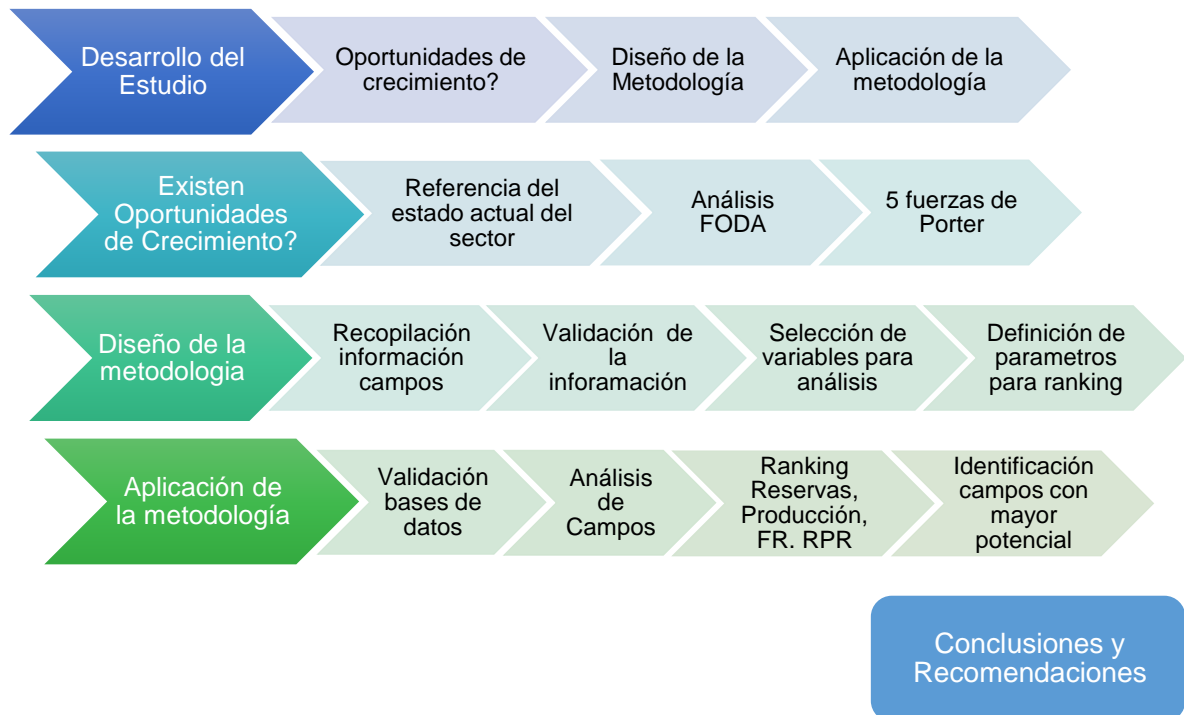 Desarrollo del
Estudio
Oportunidades de
crecimiento?
Diseño de la
Metodología
Aplicación de la
metodología
Existen
Oportunidades
de Crecimiento?
Referencia del
estado actual del
sector
Análisis
FODA
5 fuerzas de
Porter
Diseño de la
metodologia
Recopilación
información
campos
Validación de
la
inforamación
Selección de
variables para
análisis
Definición de
parametros
para ranking
Aplicación de
la metodología
Validación
bases de
datos
Análisis
de
Campos
Ranking
Reservas,
Producción,
FR. RPR
Identificación
campos con
mayor
potencial
Conclusiones y
Recomendaciones